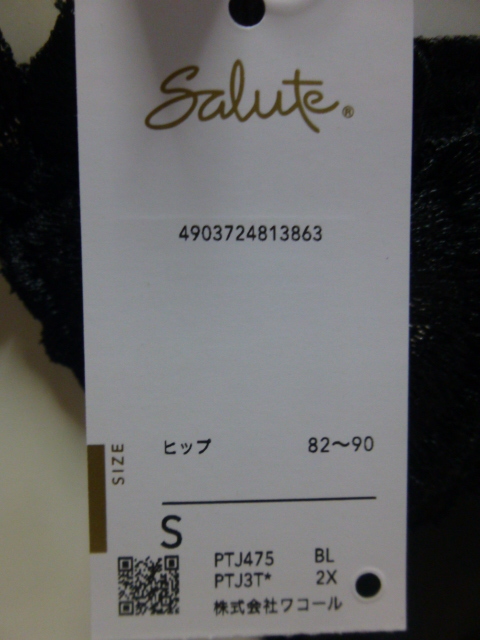 Salute®
4903724813863
SIZE
ヒップ 82～90
S
PTJ475 BL
PTJ3T* 2X
株式会社ワコール